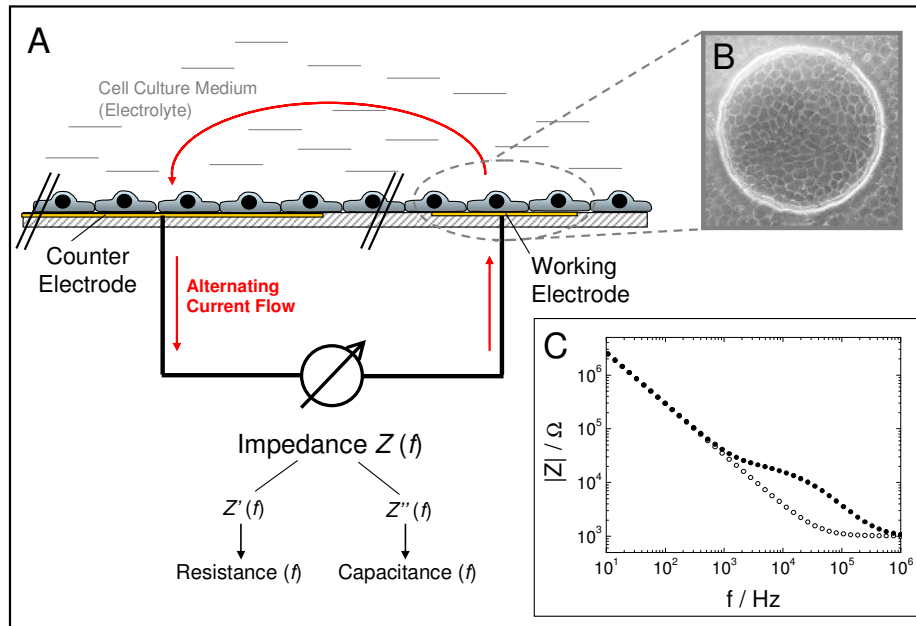 A
Cell Culture Medium
(Electrolyte)
B
Counter
Electrode
Alternating
Current Flow
Working
Electrode
Impedance Z (f)
Z' (f)
Z'' (f)
Resistance (f)
Capacitance (f)
C
|Z| / Ω
10⁶
10⁵
10⁴
10³
10¹ 10² 10³ 10⁴ 10⁵ 10⁶
f / Hz